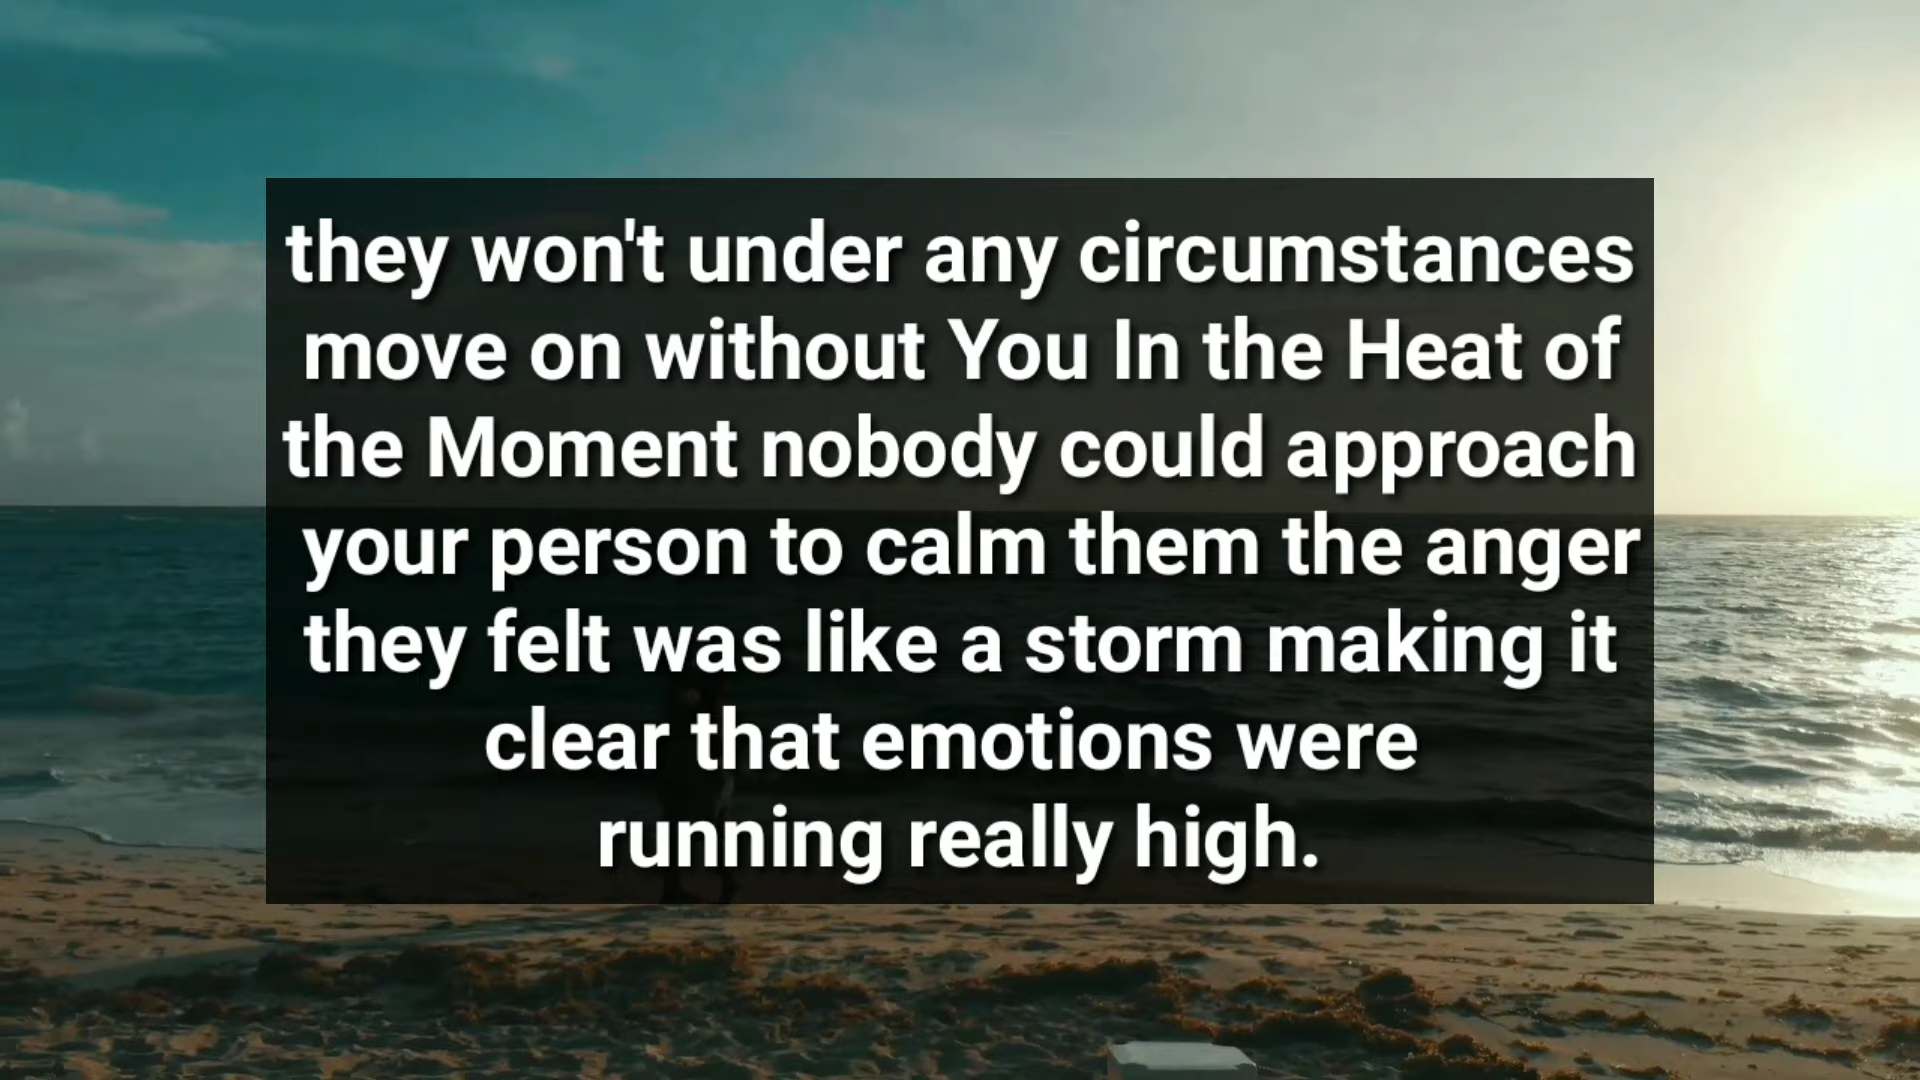 they won't under any circumstances
move on without You In the Heat of
the Moment nobody could approach
your person to calm them the anger
they felt was like a storm making it
clear that emotions were
running really high.